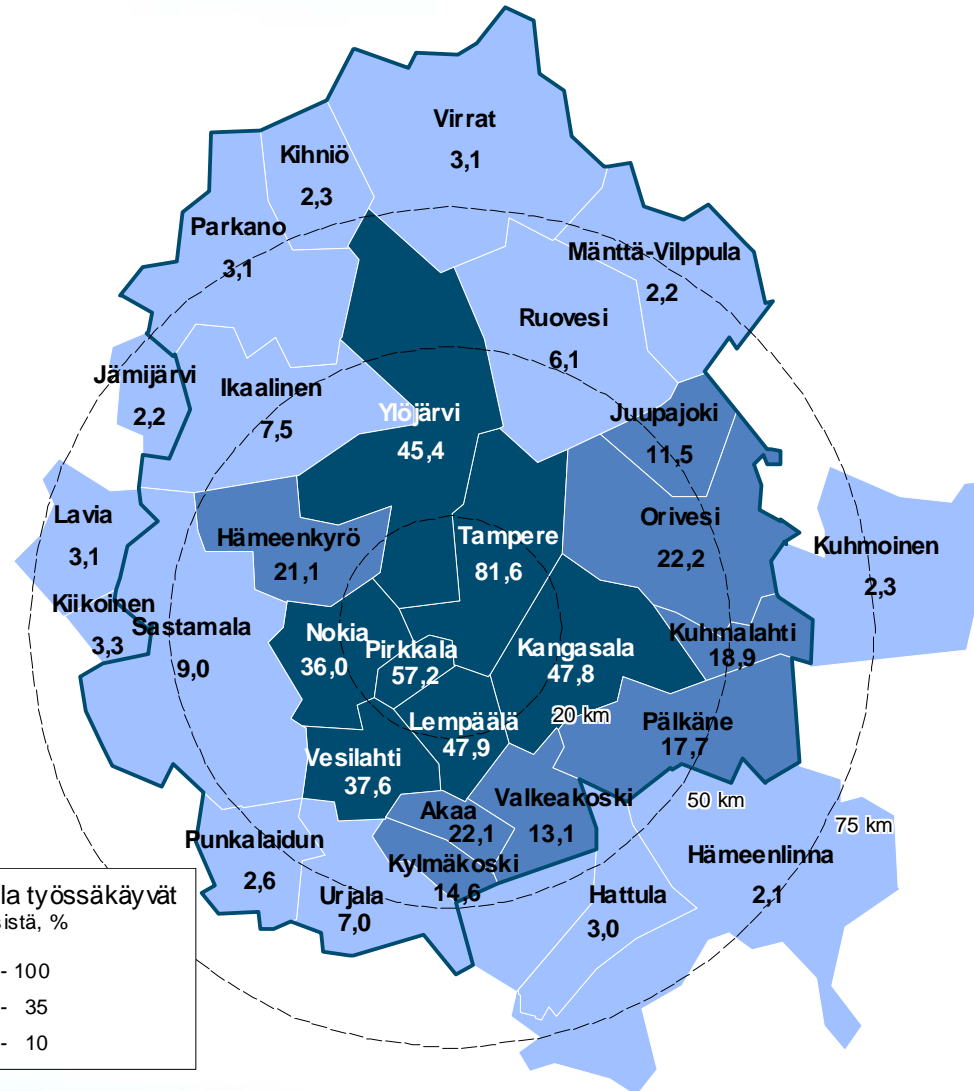 Virrat
3,1
Kihniö
2,3
Parkano
3,1
Mänttä-Vilppula
2,2
Ruovesi
6,1
Jämijärvi
2,2
Ikaalinen
7,5
Ylöjärvi
45,4
Juupajoki
11,5
Lavia
3,1
Hämeenkyrö
21,1
Tampere
81,6
Orivesi
22,2
Kuhmoinen
2,3
Kiikoinen
3,3
Sastamala
9,0
Nokia
36,0
Pirkkala
57,2
Kangasala
47,8
Kuhmalahti
18,9
Lempäälä
47,9
20 km
Pälkäne
17,7
Vesilahti
37,6
Akaa
22,1
Valkeakoski
13,1
50 km
75 km
Punkalaidun
2,6
Kylmäkoski
14,6
Urjala
7,0
Hattula
3,0
Hämeenlinna
2,1
la työssäkäyvät
sistä, %
- 100
- 35
- 10